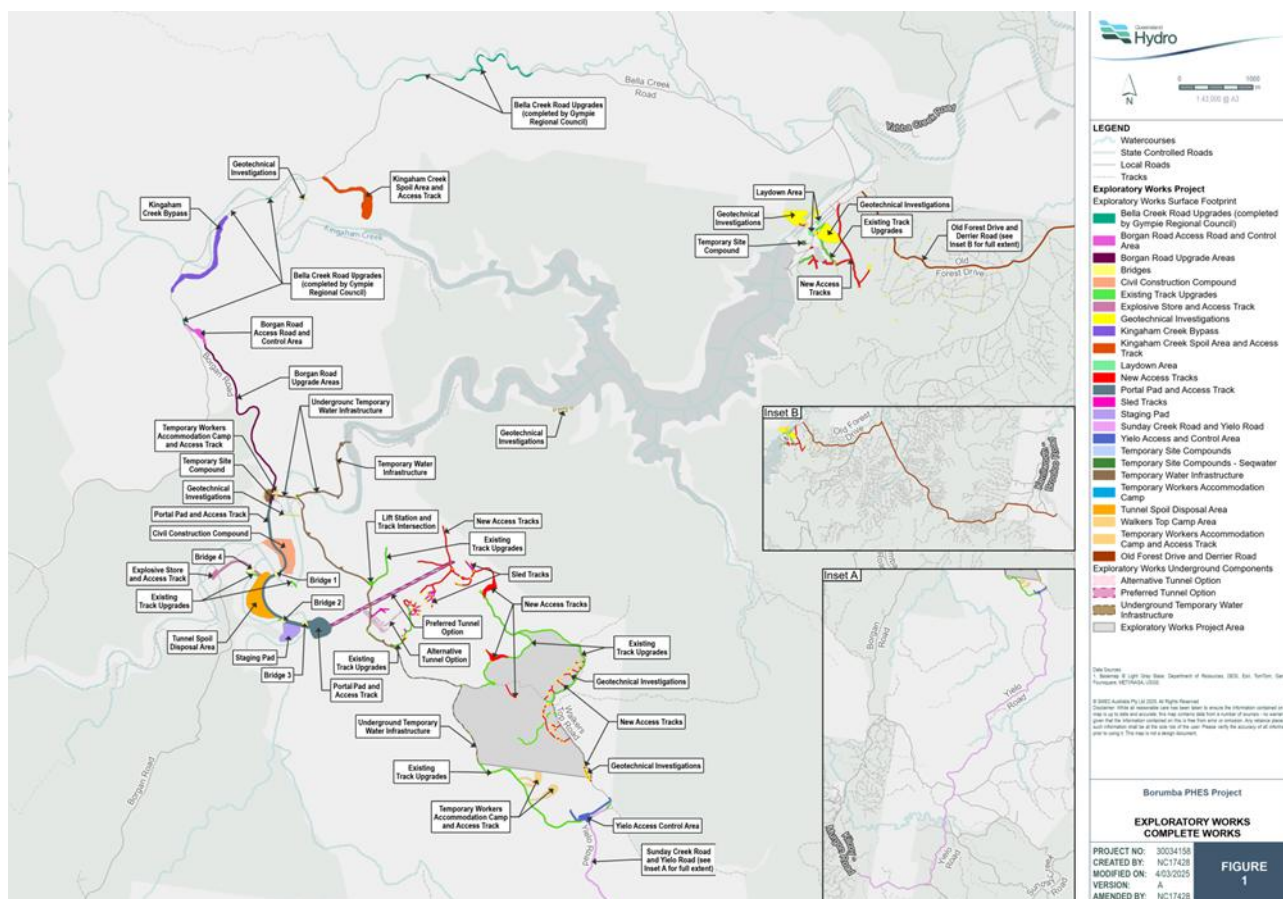 Queensland
Hydro
N
0
1000
m
1:43,000 @ A3
LEGEND
Watercourses
State Controlled Roads
Local Roads
Tracks
Exploratory Works Project
Exploratory Works Surface Footprint
Bella Creek Road Upgrades (completed
by Gympie Regional Council)
Borgan Road Access Road and Control
Area
Borgan Road Upgrade Areas
Bridges
Civil Construction Compound
Existing Track Upgrades
Explosive Store and Access Track
Geotechnical Investigations
Kingaham Creek Bypass
Kingaham Creek Spoil Area and Access
Track
Laydown Area
New Access Tracks
Portal Pad and Access Track
Sled Tracks
Staging Pad
Sunday Creek Road and Yielo Road
Yielo Access and Control Area
Temporary Site Compounds
Temporary Site Compounds - Seqwater
Temporary Water Infrastructure
Temporary Workers Accommodation
Camp
Tunnel Spoil Disposal Area
Walkers Top Camp Area
Temporary Workers Accommodation
Camp and Access Track
Old Forest Drive and Derrier Road
Exploratory Works Underground Components
Alternative Tunnel Option
Preferred Tunnel Option
Underground Temporary Water
Infrastructure
Exploratory Works Project Area
Data Sources
Borumba PHES Project
EXPLORATORY WORKS
COMPLETE WORKS
PROJECT NO: 30034158
CREATED BY: NC17428
MODIFIED ON: 4/03/2025
VERSION: A
AMENDED BY: NC17428
FIGURE
1
Bella Creek
Road
Bella Creek Road Upgrades
(completed by Gympie
Regional Council)
Yabba Creek Road
Geotechnical
Investigations
Kingaham Creek
Spoil Area and
Access Track
Kingaham
Creek Bypass
Kingaham Creek
Bella Creek Road Upgrades
(completed by Gympie
Regional Council)
Laydown Area
Geotechnical
Investigations
Geotechnical Investigations
Existing Track
Upgrades
Temporary Site
Compound
Old Forest Drive and
Derrier Road (see
Inset B for full extent)
Old
Forest Drive
New Access
Tracks
Borgan Road
Access Road and
Control Area
Borgan Road
Borgan Road
Upgrade Areas
Underground Temporary
Water Infrastructure
Temporary Workers
Accommodation Camp
and Access Track
Temporary Site
Compound
Geotechnical
Investigations
Temporary Water
Infrastructure
Geotechnical
Investigations
Portal Pad and Access Track
Civil Construction Compound
Lift Station and
Track Intersection
New Access Tracks
Existing
Track Upgrades
Bridge 4
Explosive Store
and Access Track
Bridge 1
Sled Tracks
Existing
Track Upgrades
Bridge 2
New Access Tracks
Preferred Tunnel
Option
Tunnel Spoil
Disposal Area
Staging Pad
Alternative
Tunnel Option
Existing
Track Upgrades
Bridge 3
Existing
Track Upgrades
Portal Pad and
Access Track
Geotechnical Investigations
Walkers
Top
Road
New Access Tracks
Underground Temporary
Water Infrastructure
Existing
Track Upgrades
Geotechnical Investigations
Borgan Road
Temporary Workers
Accommodation Camp
and Access Track
Yielo Access Control Area
Yielo
Road
Sunday Creek Road
and Yielo Road (see
Inset A for full extent)
Inset B
Old Forest
Drive
Inset A
Borgan
Road
Yielo
Road
Yielo
Road
Road